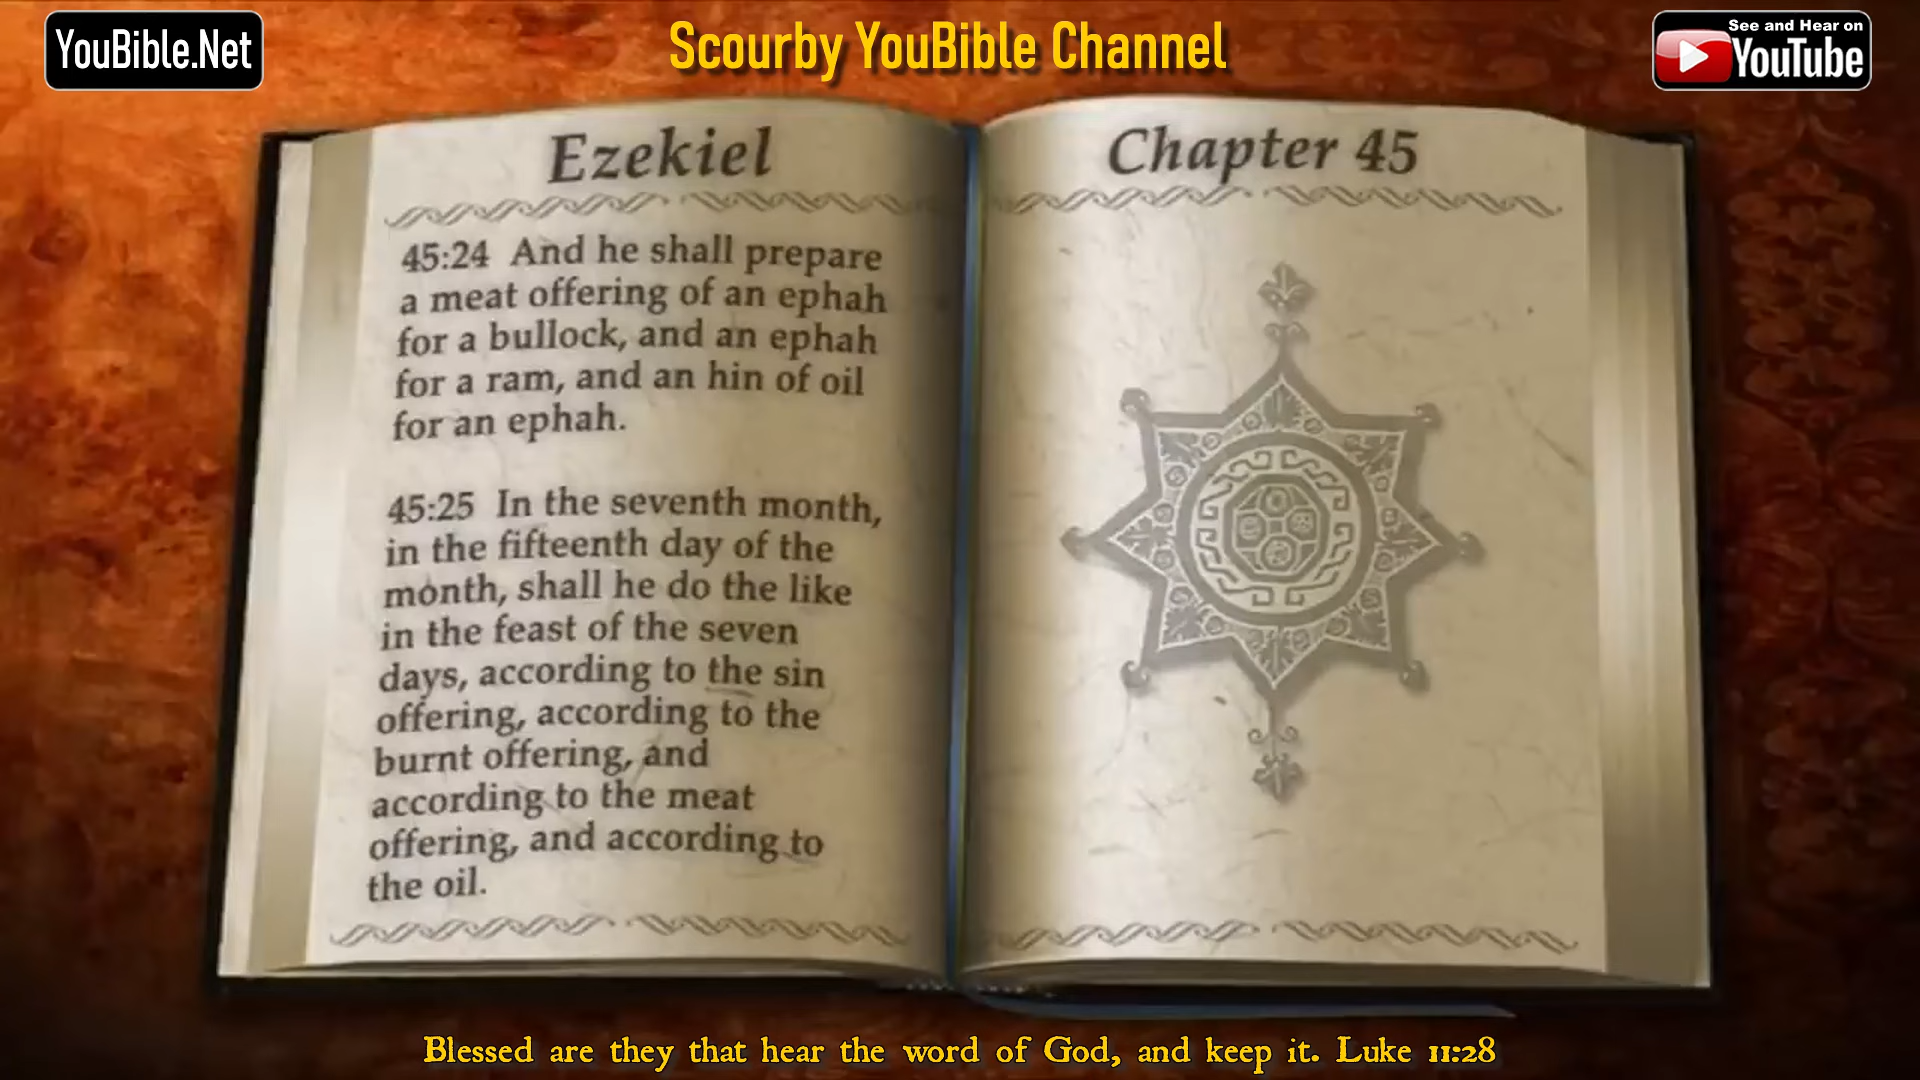 YouBible.Net
Scourby YouBible Channel
See and Hear on
YouTube
Ezekiel
Chapter 45
45:24 And he shall prepare
a meat offering of an ephah
for a bullock, and an ephah
for a ram, and an hin of oil
for an ephah.
45:25 In the seventh month,
in the fifteenth day of the
month, shall he do the like
in the feast of the seven
days, according to the sin
offering, according to the
burnt offering, and
according to the meat
offering, and according to
the oil.
Blessed are they that hear the word of God, and keep it. Luke 11:28